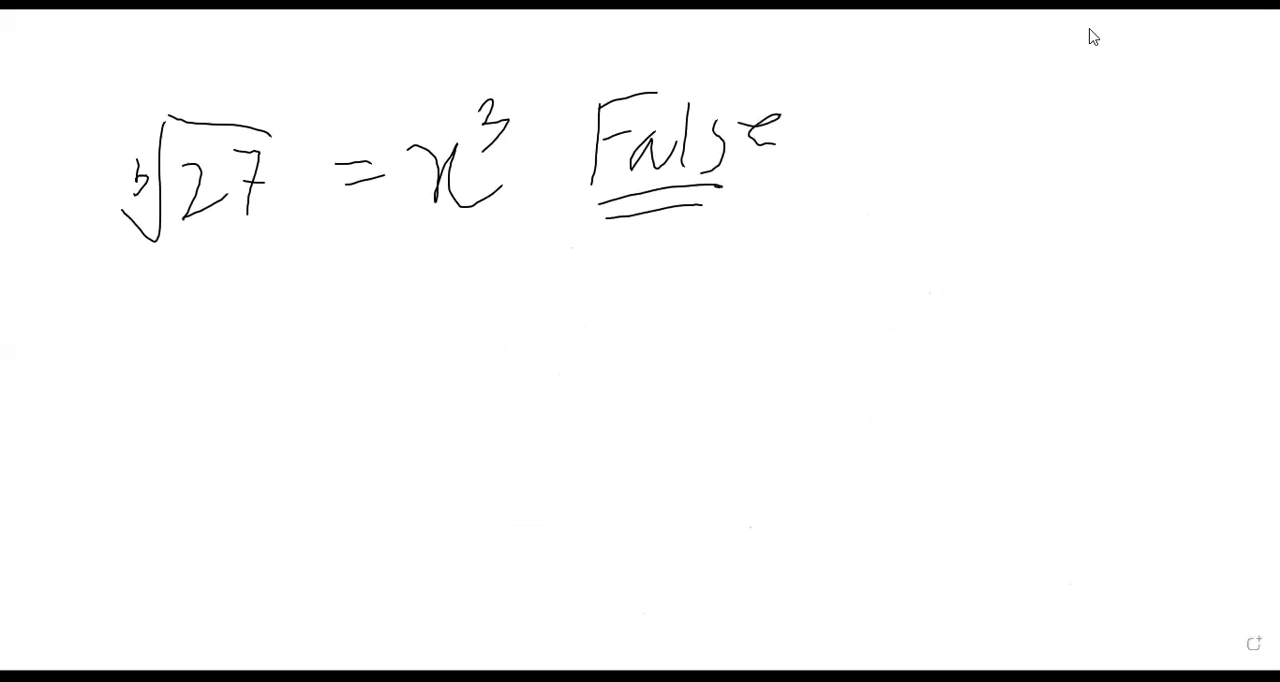 ∛27 = x³ False